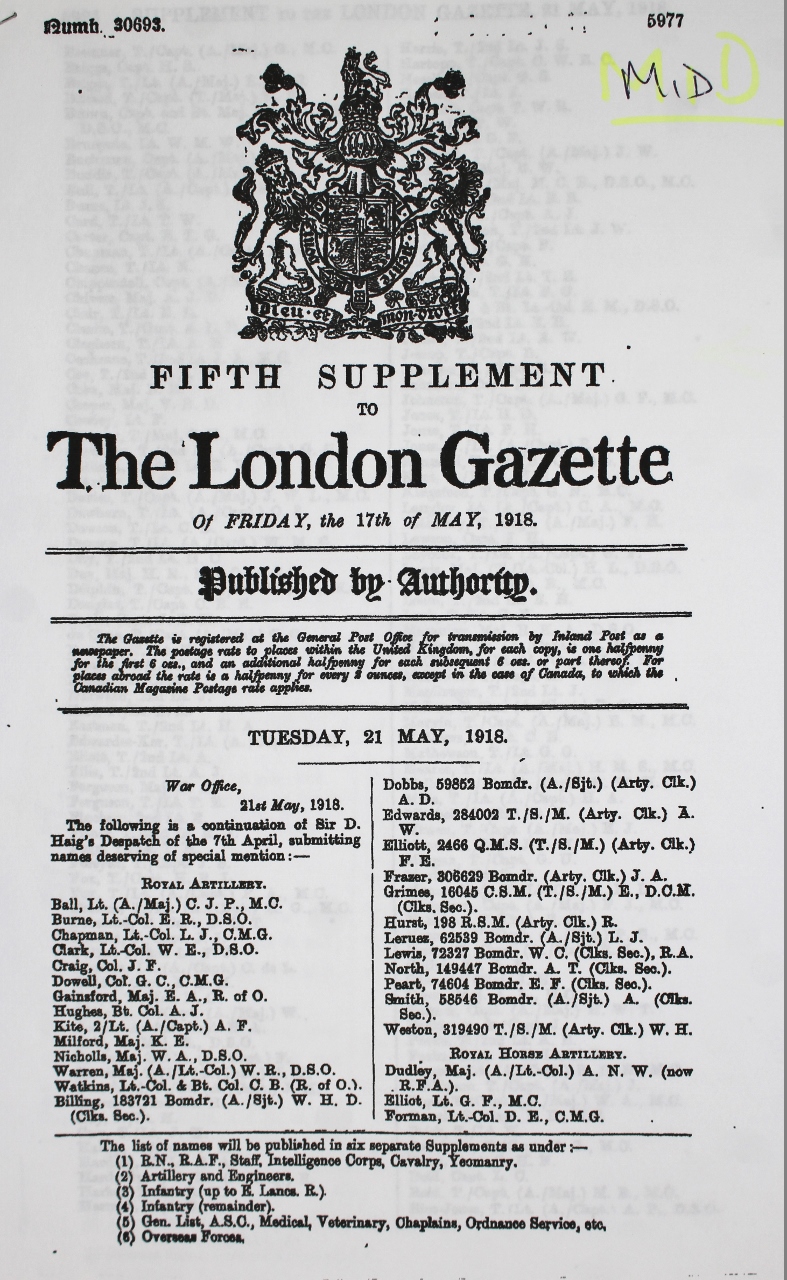 Numb. 30693.
5977
M.I.D
MID
Dieu et mon droit
FIFTH SUPPLEMENT
TO
The London Gazette
Of FRIDAY, the 17th of MAY, 1918.
Published by Authority.
The Gazette is registered at the General Post Office for transmission by Inland Post as a
newspaper. The postage rate to places within the United Kingdom, for each copy, is one halfpenny
for the first 6 ozs., and an additional halfpenny for each subsequent 6 ozs. or part thereof. For
places abroad the rate is a halfpenny for every 2 ounces, except in the case of Canada, to which the
Canadian Magazine Postage rate applies.
TUESDAY, 21 MAY, 1918.
War Office,
21st May, 1918.
The following is a continuation of Sir D.
Haig's Despatch of the 7th April, submitting
names deserving of special mention:—
ROYAL ARTILLERY.
Ball, Lt. (A./Maj.) C. J. P., M.C.
Burne, Lt.-Col. E. R., D.S.O.
Chapman, Lt.-Col. L. J., C.M.G.
Clark, Lt.-Col. W. E., D.S.O.
Craig, Col. J. F.
Dowell, Col. G. C., C.M.G.
Gainsford, Maj. E. A., R. of O.
Hughes, Bt. Col. A. J.
Kite, 2/Lt. (A./Capt.) A. F.
Milford, Maj. K. E.
Nicholls, Maj. W. A., D.S.O.
Warren, Maj. (A./Lt.-Col.) W. R., D.S.O.
Watkins, Lt.-Col. & Bt. Col. C. B. (R. of O.).
Billing, 183721 Bomdr. (A./Sjt.) W. H. D.
(Clks. Sec.).
Dobbs, 59852 Bomdr. (A./Sjt.) (Arty. Clk.)
A. D.
Edwards, 284002 T./S./M. (Arty. Clk.) A.
W.
Elliott, 2466 Q.M.S. (T./S./M.) (Arty. Clk.)
F. E.
Frazer, 306629 Bomdr. (Arty. Clk.) J. A.
Grimes, 16045 C.S.M. (T./S./M.) E., D.C.M.
(Clks. Sec.).
Hurst, 198 R.S.M. (Arty. Clk.) R.
Leruez, 62539 Bomdr. (A./Sjt.) L. J.
Lewis, 72327 Bomdr. W. C. (Clks. Sec.), R.A.
North, 149447 Bomdr. A. T. (Clks. Sec.).
Peart, 74604 Bomdr. E. F. (Clks. Sec.).
Smith, 58546 Bomdr. (A./Sjt.) A. (Clks.
Sec.).
Weston, 319490 T./S./M. (Arty. Clk.) W. H.
ROYAL HORSE ARTILLERY.
Dudley, Maj. (A./Lt.-Col.) A. N. W. (now
R.F.A.).
Elliot, Lt. G. F., M.C.
Forman, Lt.-Col. D. E., C.M.G.
The list of names will be published in six separate Supplements as under:—
(1) R.N., R.A.F., Staff, Intelligence Corps, Cavalry, Yeomanry.
(2) Artillery and Engineers.
(3) Infantry (up to E. Lancs. R.).
(4) Infantry (remainder).
(5) Gen. List, A.S.C., Medical, Veterinary, Chaplains, Ordnance Service, etc.
(6) Overseas Forces.